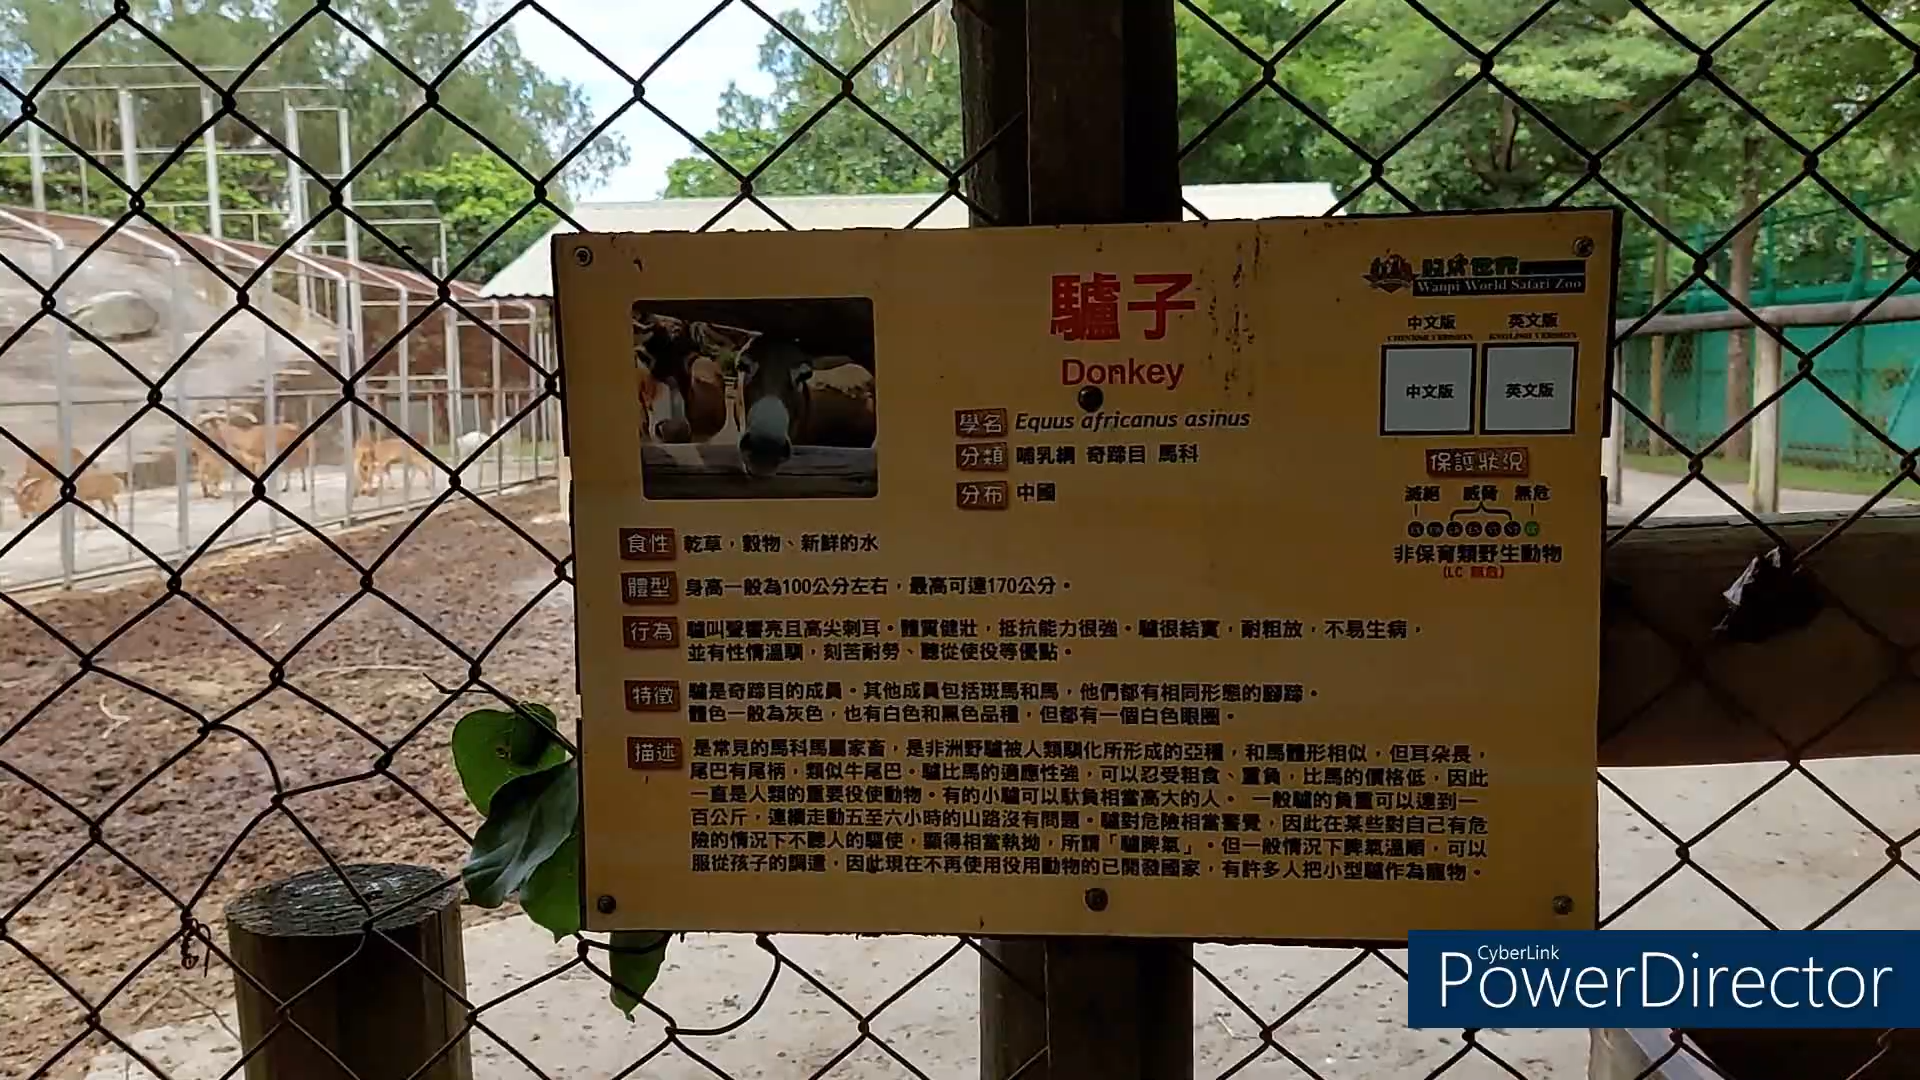 驢子
Donkey
頑皮世界
Wanpi World Safari Zoo
中文版 英文版
CHINESE VERSION ENGLISH VERSION
中文版 英文版
學名 Equus africanus asinus
分類 哺乳綱 奇蹄目 馬科
分布 中國
保護狀況
滅絕 威脅 無危
非保育類野生動物
(LC 無危)
食性 乾草,穀物、新鮮的水
體型 身高一般為100公分左右,最高可達170公分。
行為 驢叫聲響亮且高尖刺耳。體質健壯,抵抗能力很強。驢很結實,耐粗放,不易生病,
並有性情溫馴,刻苦耐勞、聽從使役等優點。
特徵 驢是奇蹄目的成員。其他成員包括斑馬和馬,他們都有相同形態的腳蹄。
體色一般為灰色,也有白色和黑色品種,但都有一個白色眼圈。
描述 是常見的馬科馬屬家畜,是非洲野驢被人類馴化所形成的亞種,和馬體形相似,但耳朵長,
尾巴有尾柄,類似牛尾巴。驢比馬的適應性強,可以忍受粗食、重負,比馬的價格低,因此
一直是人類的重要役使動物。有的小驢可以馱負相當高大的人。 一般驢的負重可以達到一
百公斤,連續走動五至六小時的山路沒有問題。驢對危險相當警覺,因此在某些對自己有危
險的情況下不聽人的驅使,顯得相當執拗,所謂「驢脾氣」。但一般情況下脾氣溫順,可以
服從孩子的調遣,因此現在不再使用役用動物的已開發國家,有許多人把小型驢作為寵物。
CyberLink
PowerDirector